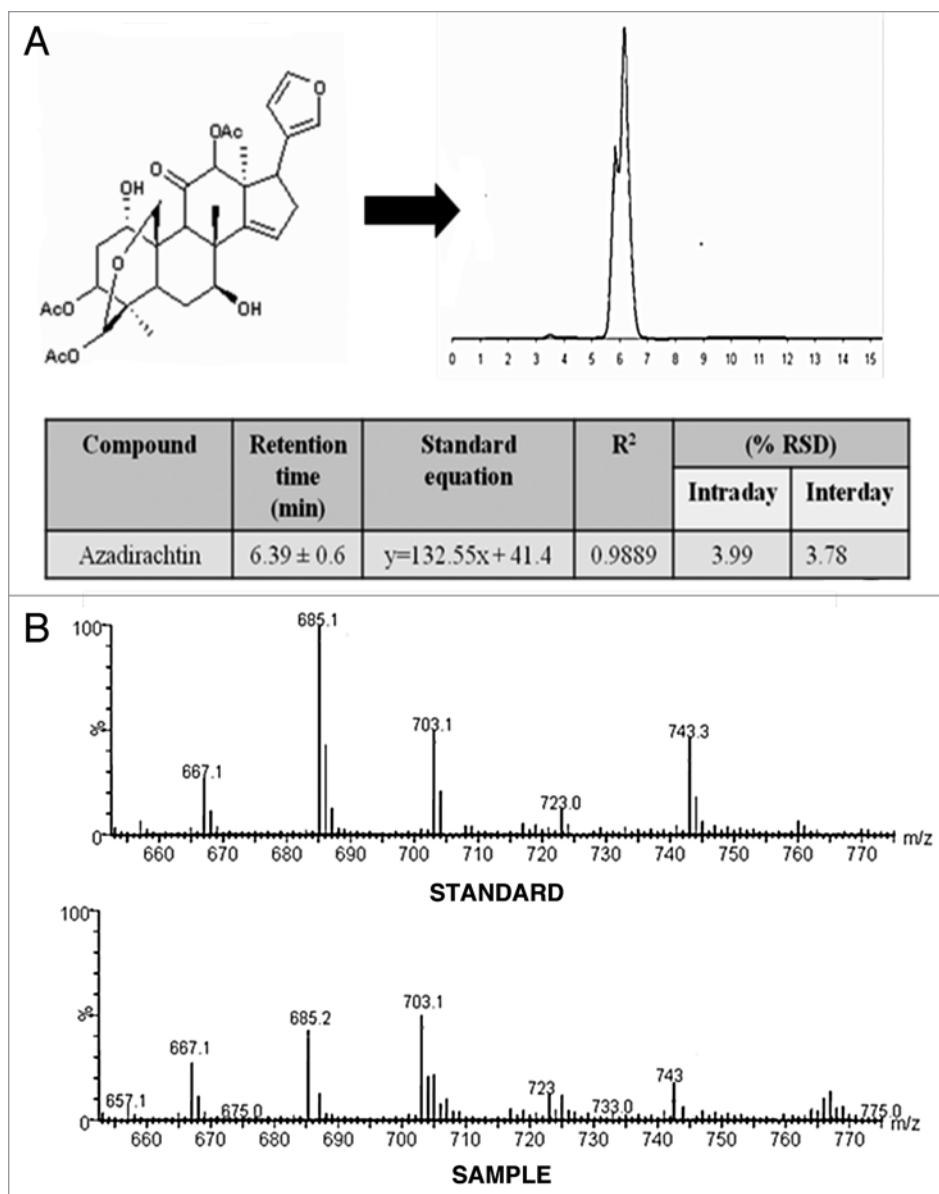 A
O
OAc
O
OH
O
AcO
OH
AcO
0 1 2 3 4 5 6 7 8 9 10 11 12 13 14 15
Compound Retention time (min) Standard equation R² (% RSD)
Intraday Interday
Azadirachtin 6.39 ± 0.6 y=132.55x + 41.4 0.9889 3.99 3.78
B
100
%
0
685.1
703.1
743.3
667.1
723.0
660 670 680 690 700 710 720 730 740 750 760 770 m/z
STANDARD
100
%
0
703.1
685.2
667.1
743
723
657.1
675.0
733.0
775.0
660 670 680 690 700 710 720 730 740 750 760 770 m/z
SAMPLE